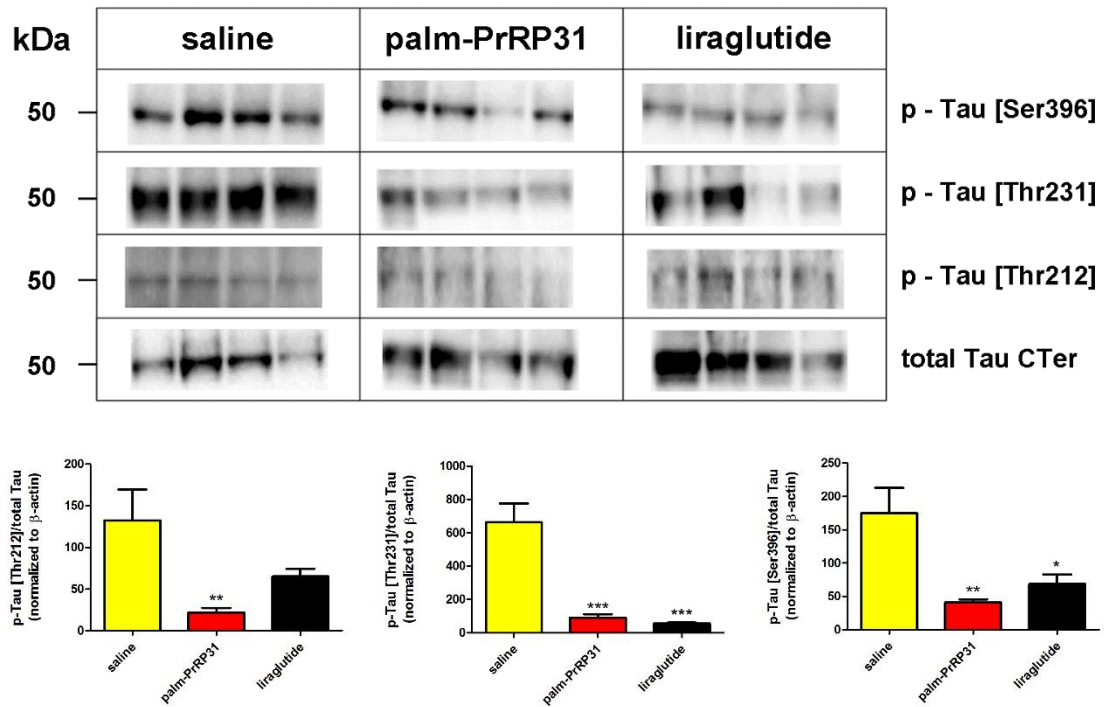 kDa saline palm-PrRP31 liraglutide
50 p - Tau [Ser396]
50 p - Tau [Thr231]
50 p - Tau [Thr212]
50 total Tau CTer
p-Tau [Thr212]/total Tau
(normalized to β-actin)
200
150
100
50
0
**
saline
palm-PrRP31
liraglutide
p-Tau [Thr231]/total Tau
(normalized to β-actin)
1000
800
600
400
200
0
*** ***
saline
palm-PrRP31
liraglutide
p-Tau [Ser396]/total Tau
(normalized to β-actin)
250
200
150
100
50
0
** *
saline
palm-PrRP31
liraglutide